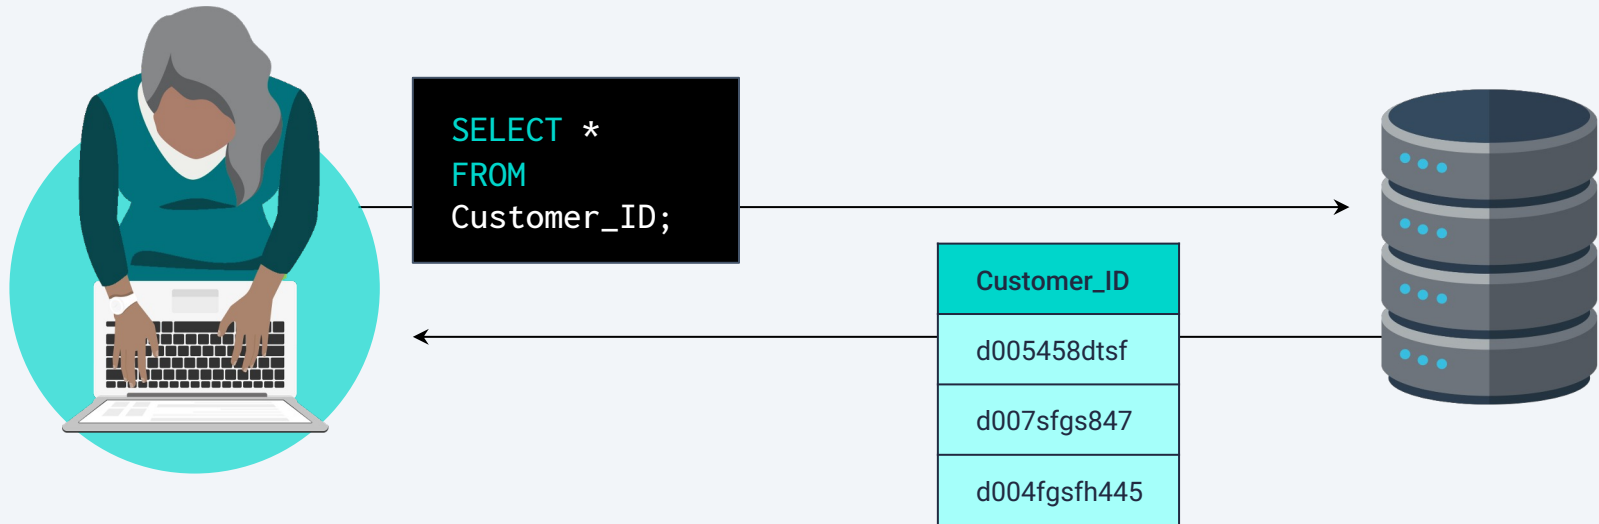 SELECT *
FROM
Customer_ID;
Customer_ID
d005458dtsf
d007sfgs847
d004fgsfh445